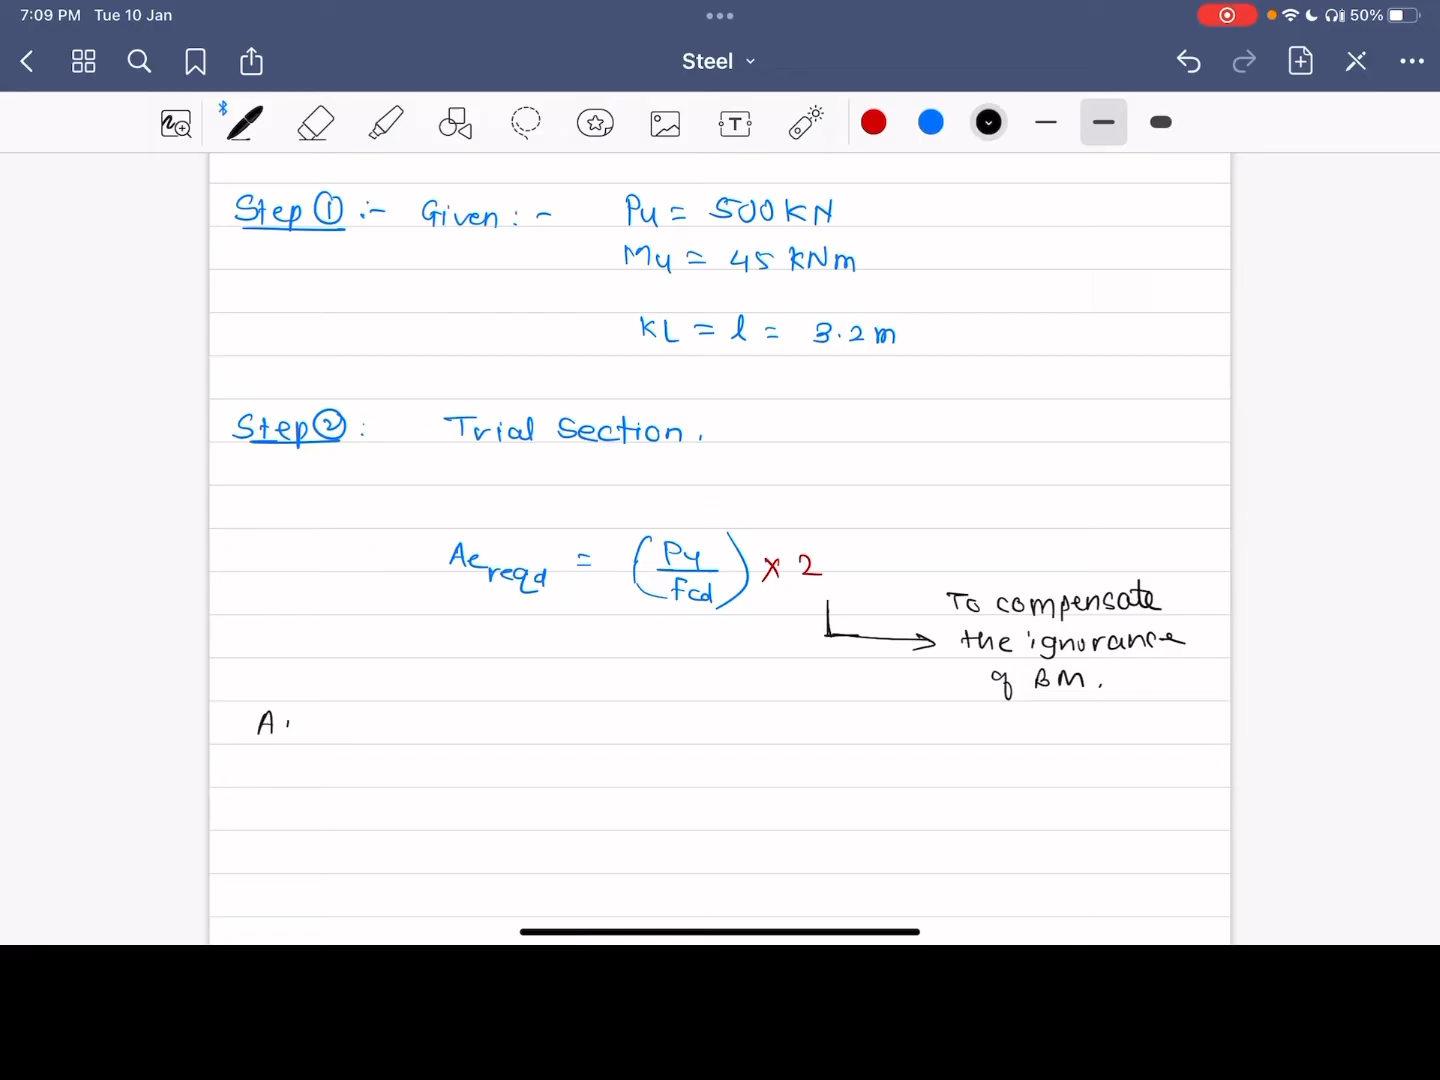 7:09 PM Tue 10 Jan
50%
Steel
T
Step ① :- Given :- Pu = 500 KN
Mu = 45 KNm
KL = l = 3.2 m
Step ② : Trial Section.
Ae reqd = (Pu / fcd) × 2
To compensate
the ignorance
of BM.
A.